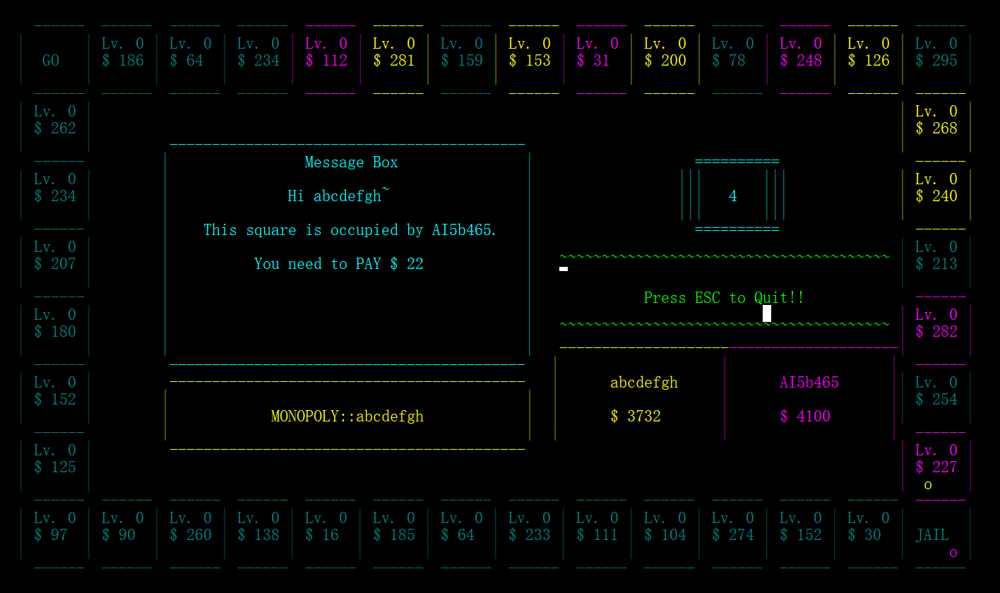 Lv. 0 Lv. 0 Lv. 0 Lv. 0 Lv. 0 Lv. 0 Lv. 0 Lv. 0 Lv. 0 Lv. 0 Lv. 0 Lv. 0 Lv. 0
GO $ 186 $ 64 $ 234 $ 112 $ 281 $ 159 $ 153 $ 31 $ 200 $ 78 $ 248 $ 126 $ 295
Lv. 0 Lv. 0
$ 262 $ 268
Message Box
Lv. 0 Lv. 0
$ 234 Hi abcdefgh~ 4 $ 240
This square is occupied by AI5b465.
Lv. 0 Lv. 0
$ 207 You need to PAY $ 22 $ 213
Press ESC to Quit!!
Lv. 0 Lv. 0
$ 180 $ 282
Lv. 0 abcdefgh AI5b465 Lv. 0
$ 152 $ 254
MONOPOLY::abcdefgh $ 3732 $ 4100
Lv. 0 Lv. 0
$ 125 $ 227
o
Lv. 0 Lv. 0 Lv. 0 Lv. 0 Lv. 0 Lv. 0 Lv. 0 Lv. 0 Lv. 0 Lv. 0 Lv. 0 Lv. 0 Lv. 0
$ 97 $ 90 $ 260 $ 138 $ 16 $ 185 $ 64 $ 233 $ 111 $ 104 $ 274 $ 152 $ 30 JAIL
o